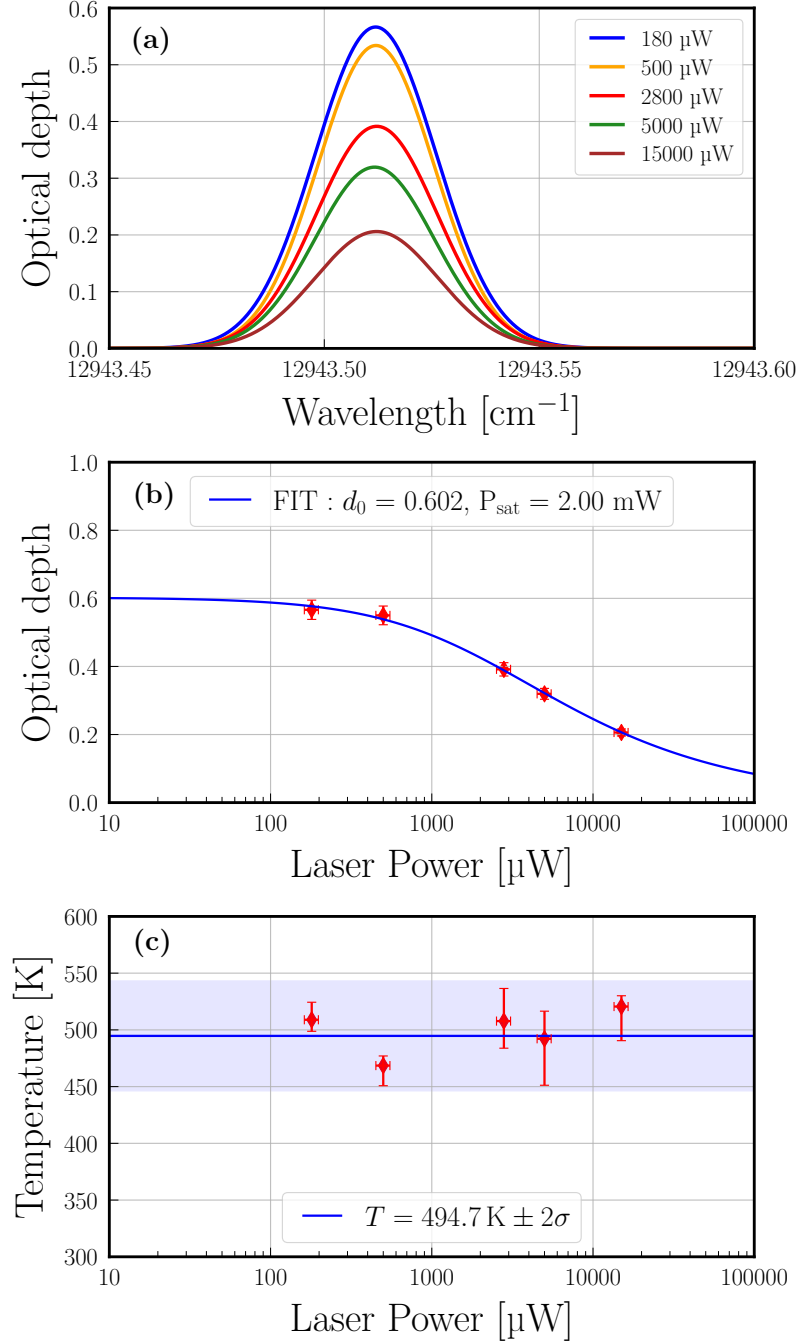 (a)
180 µW
500 µW
2800 µW
5000 µW
15000 µW
Optical depth
0.6
0.5
0.4
0.3
0.2
0.1
0.0
12943.45 12943.50 12943.55 12943.60
Wavelength [cm⁻¹]
(b)
FIT : d₀ = 0.602, P_sat = 2.00 mW
Optical depth
1.0
0.8
0.6
0.4
0.2
0.0
10 100 1000 10000 100000
Laser Power [µW]
(c)
Temperature [K]
600
550
500
450
400
350
300
T = 494.7 K ± 2σ
10 100 1000 10000 100000
Laser Power [µW]